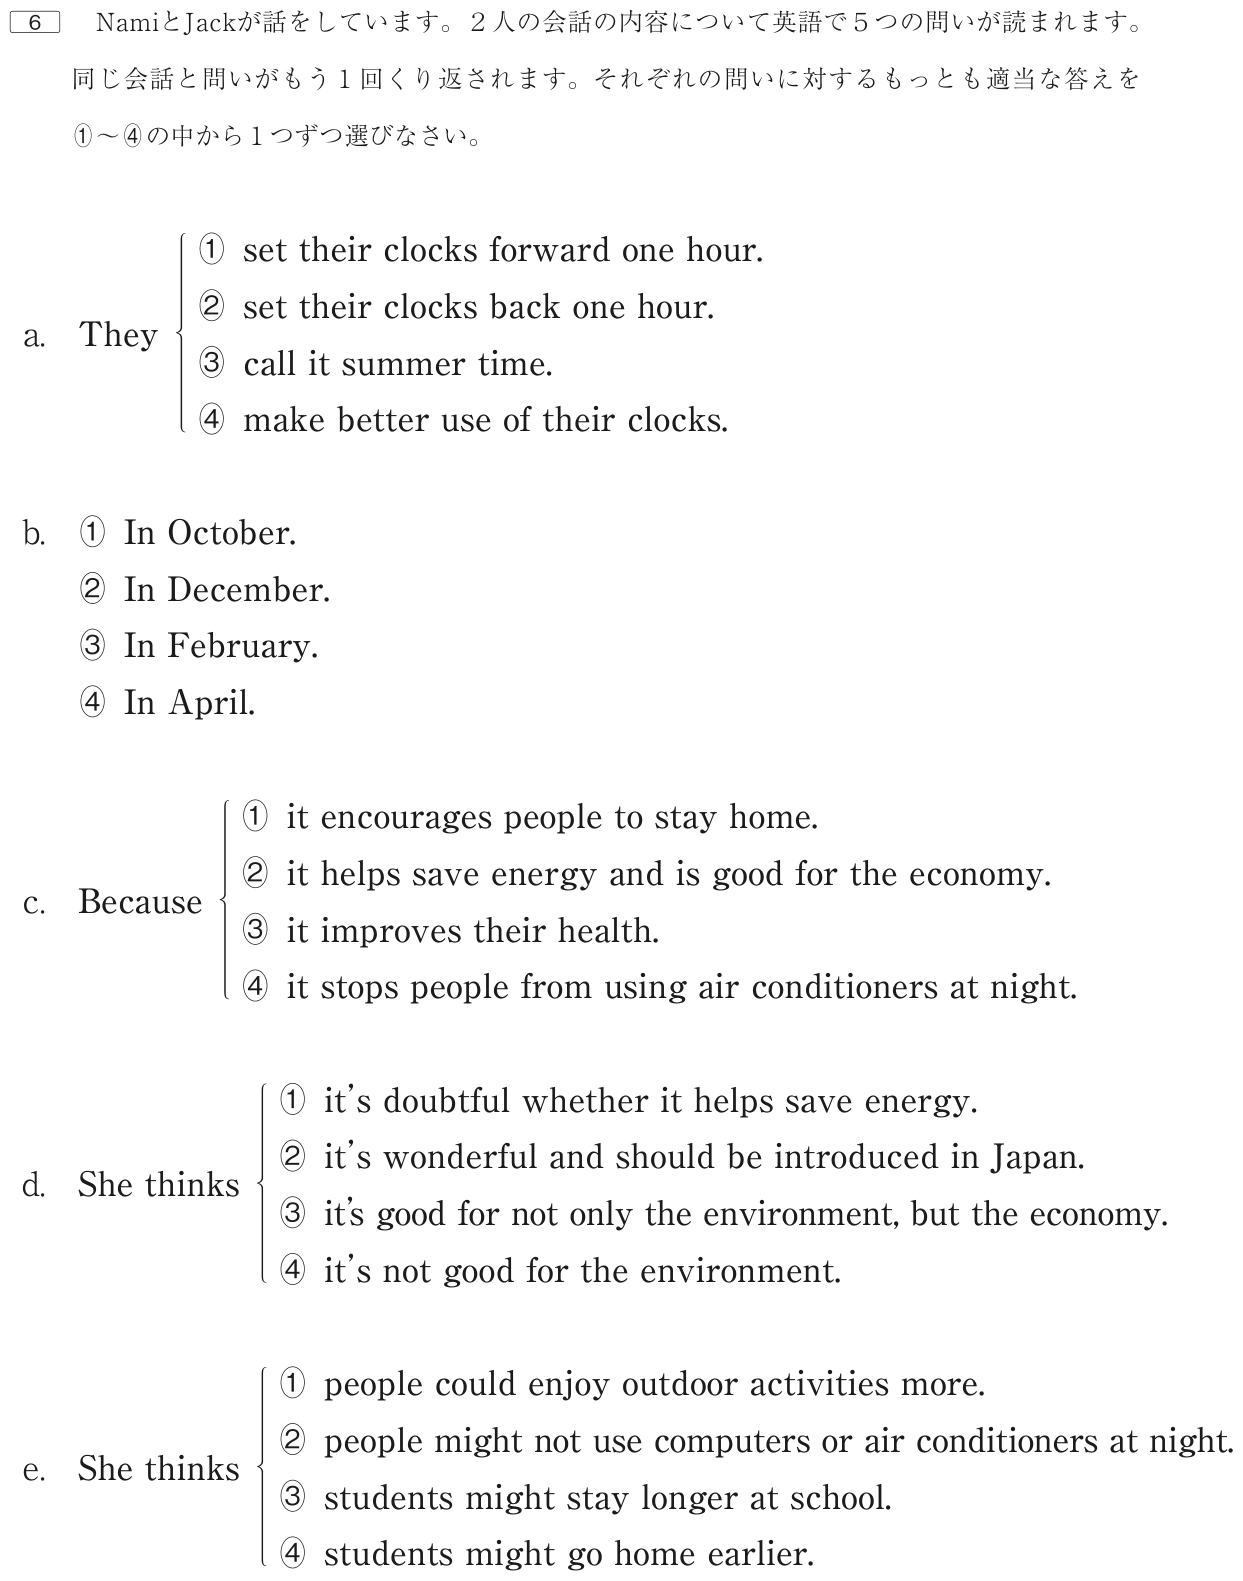 6 NamiとJackが話をしています。２人の会話の内容について英語で５つの問いが読まれます。
同じ会話と問いがもう１回くり返されます。それぞれの問いに対するもっとも適当な答えを
①～④の中から１つずつ選びなさい。
a. They
① set their clocks forward one hour.
② set their clocks back one hour.
③ call it summer time.
④ make better use of their clocks.
b. ① In October.
② In December.
③ In February.
④ In April.
c. Because
① it encourages people to stay home.
② it helps save energy and is good for the economy.
③ it improves their health.
④ it stops people from using air conditioners at night.
d. She thinks
① it's doubtful whether it helps save energy.
② it's wonderful and should be introduced in Japan.
③ it's good for not only the environment, but the economy.
④ it's not good for the environment.
e. She thinks
① people could enjoy outdoor activities more.
② people might not use computers or air conditioners at night.
③ students might stay longer at school.
④ students might go home earlier.